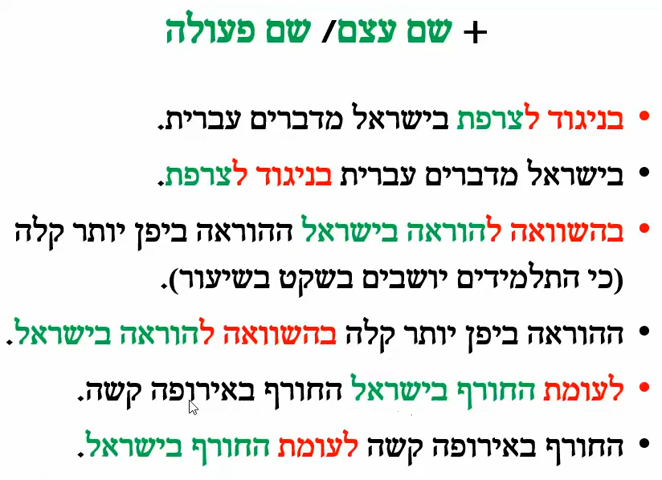 + שם עצם/ שם פעולה
• בניגוד לצרפת בישראל מדברים עברית.
• בישראל מדברים עברית בניגוד לצרפת.
• בהשוואה להוראה בישראל ההוראה ביפן יותר קלה
(כי התלמידים יושבים בשקט בשיעור).
• ההוראה ביפן יותר קלה בהשוואה להוראה בישראל.
• לעומת החורף בישראל החורף באירופה קשה.
• החורף באירופה קשה לעומת החורף בישראל.